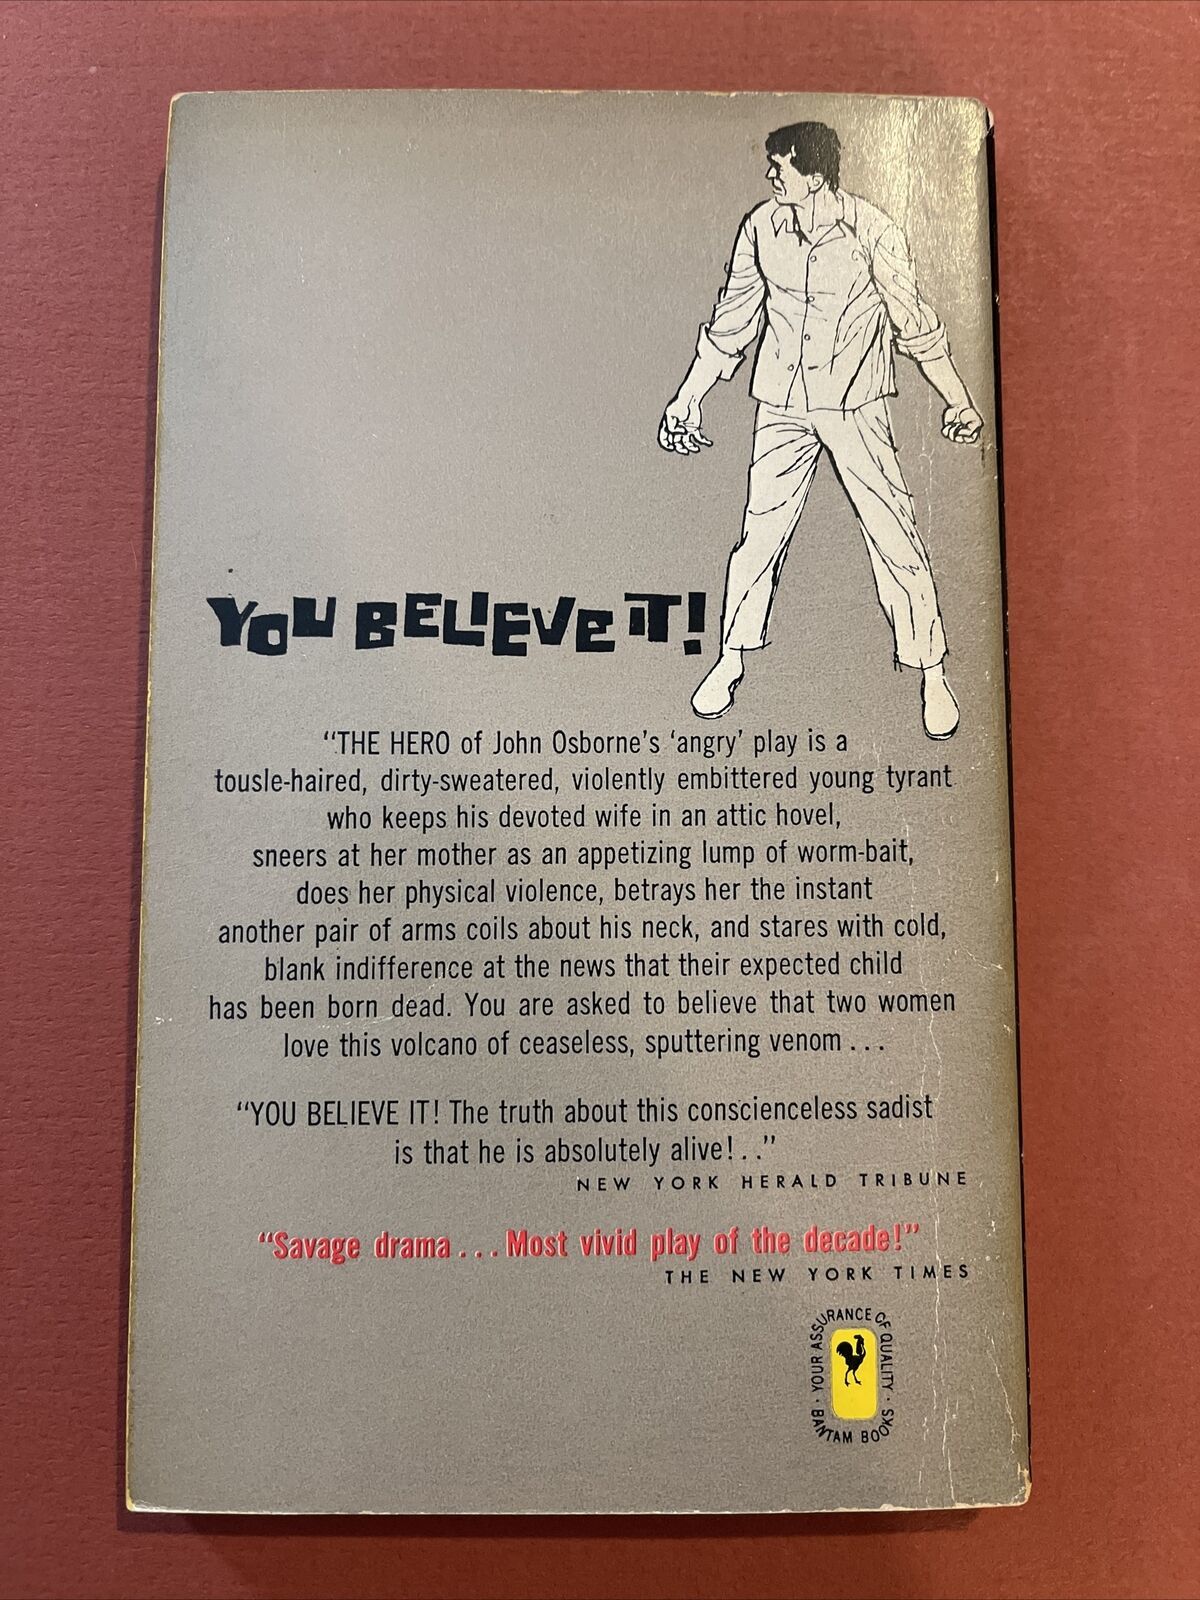 YOU BELIEVE IT!
“THE HERO of John Osborne’s ‘angry’ play is a
tousle-haired, dirty-sweatered, violently embittered young tyrant
who keeps his devoted wife in an attic hovel,
sneers at her mother as an appetizing lump of worm-bait,
does her physical violence, betrays her the instant
another pair of arms coils about his neck, and stares with cold,
blank indifference at the news that their expected child
has been born dead. You are asked to believe that two women
love this volcano of ceaseless, sputtering venom . . .
“YOU BELIEVE IT! The truth about this conscienceless sadist
is that he is absolutely alive! . .”
NEW YORK HERALD TRIBUNE
“Savage drama . . . Most vivid play of the decade!”
THE NEW YORK TIMES
· YOUR ASSURANCE OF QUALITY ·
BANTAM BOOKS